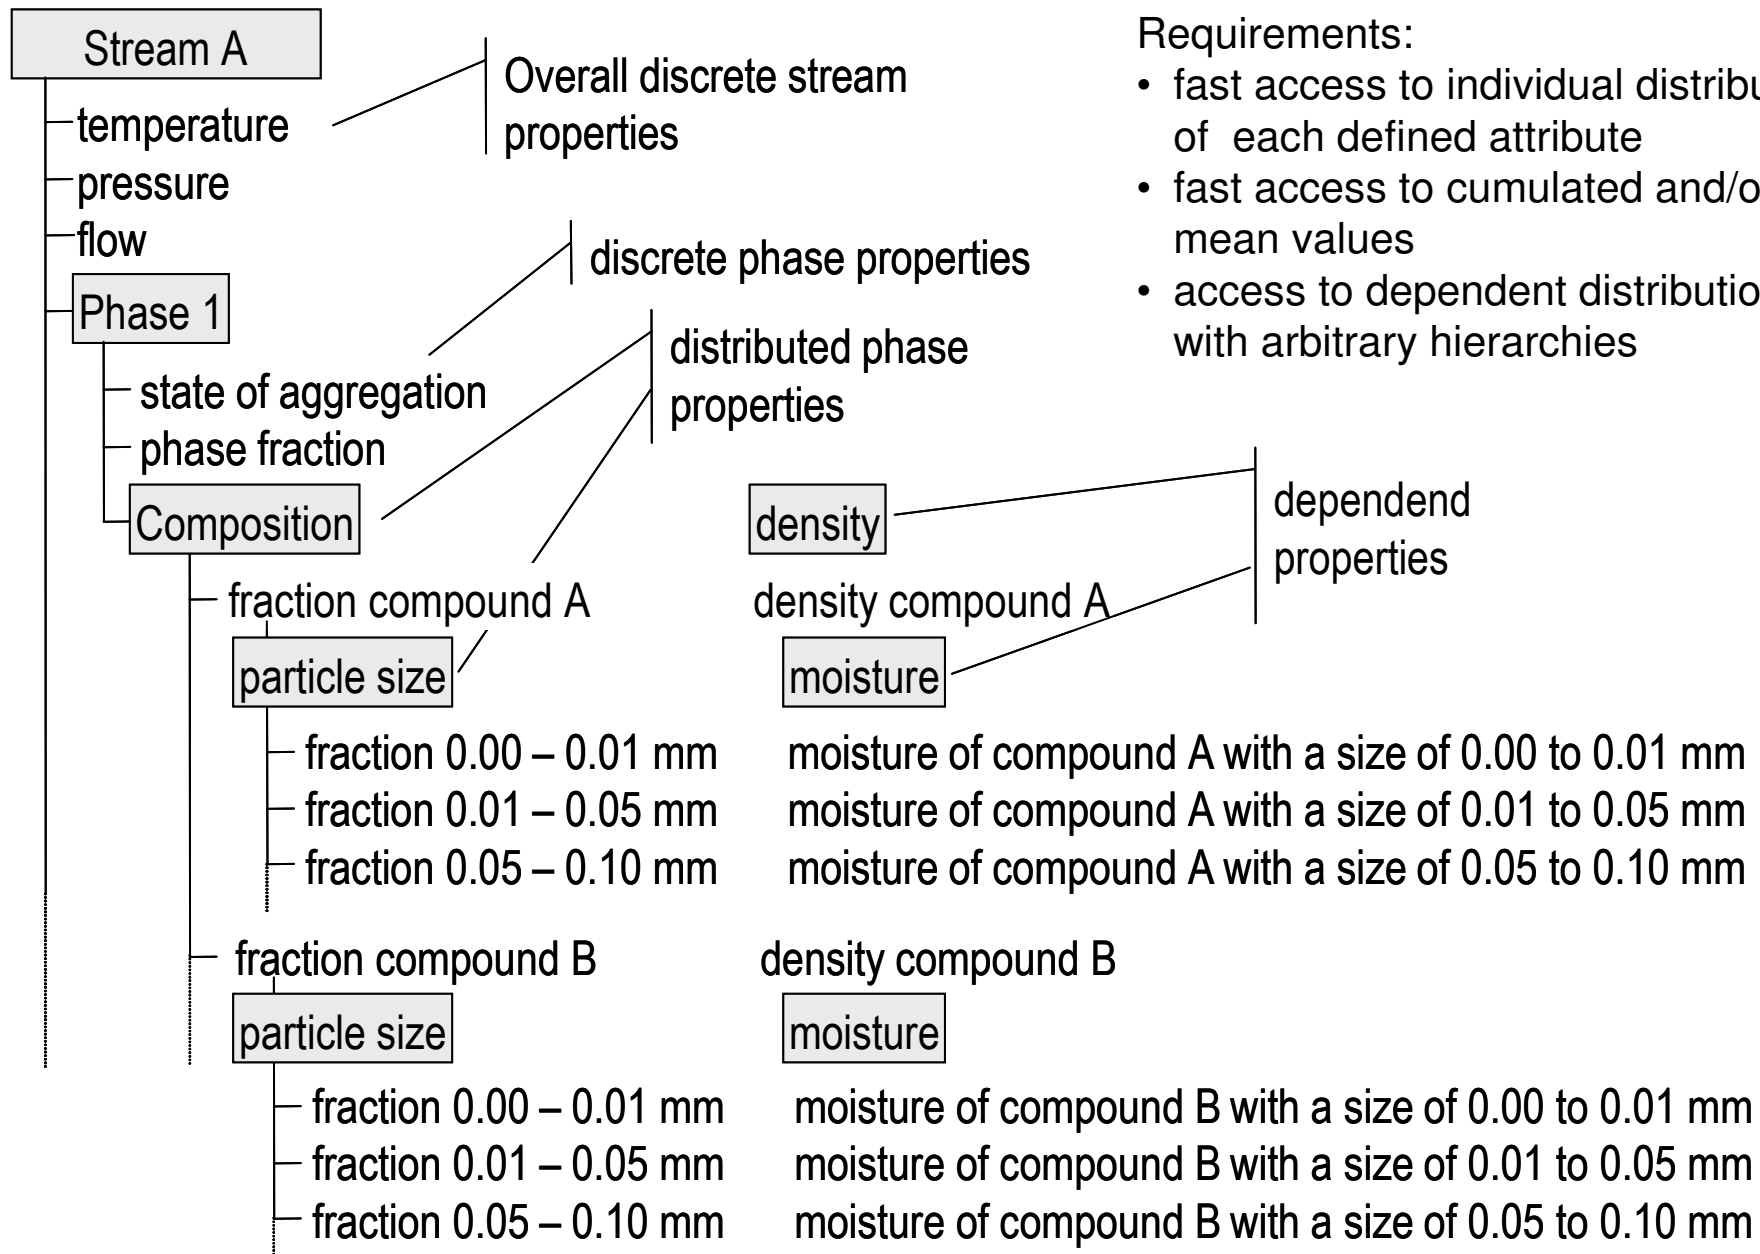 Stream A
temperature
pressure
flow
Overall discrete stream
properties
Requirements:
• fast access to individual
of each defined attribute
• fast access to cumulated
mean values
• access to dependent
with arbitrary hierarchies
discrete phase properties
Phase 1
distributed phase
properties
state of aggregation
phase fraction
Composition
density
dependend
properties
fraction compound A
density compound A
particle size
moisture
fraction 0.00 – 0.01 mm
moisture of compound A with a size of 0.00 to 0.01 mm
fraction 0.01 – 0.05 mm
moisture of compound A with a size of 0.01 to 0.05 mm
fraction 0.05 – 0.10 mm
moisture of compound A with a size of 0.05 to 0.10 mm
fraction compound B
density compound B
particle size
moisture
fraction 0.00 – 0.01 mm
moisture of compound B with a size of 0.00 to 0.01 mm
fraction 0.01 – 0.05 mm
moisture of compound B with a size of 0.01 to 0.05 mm
fraction 0.05 – 0.10 mm
moisture of compound B with a size of 0.05 to 0.10 mm